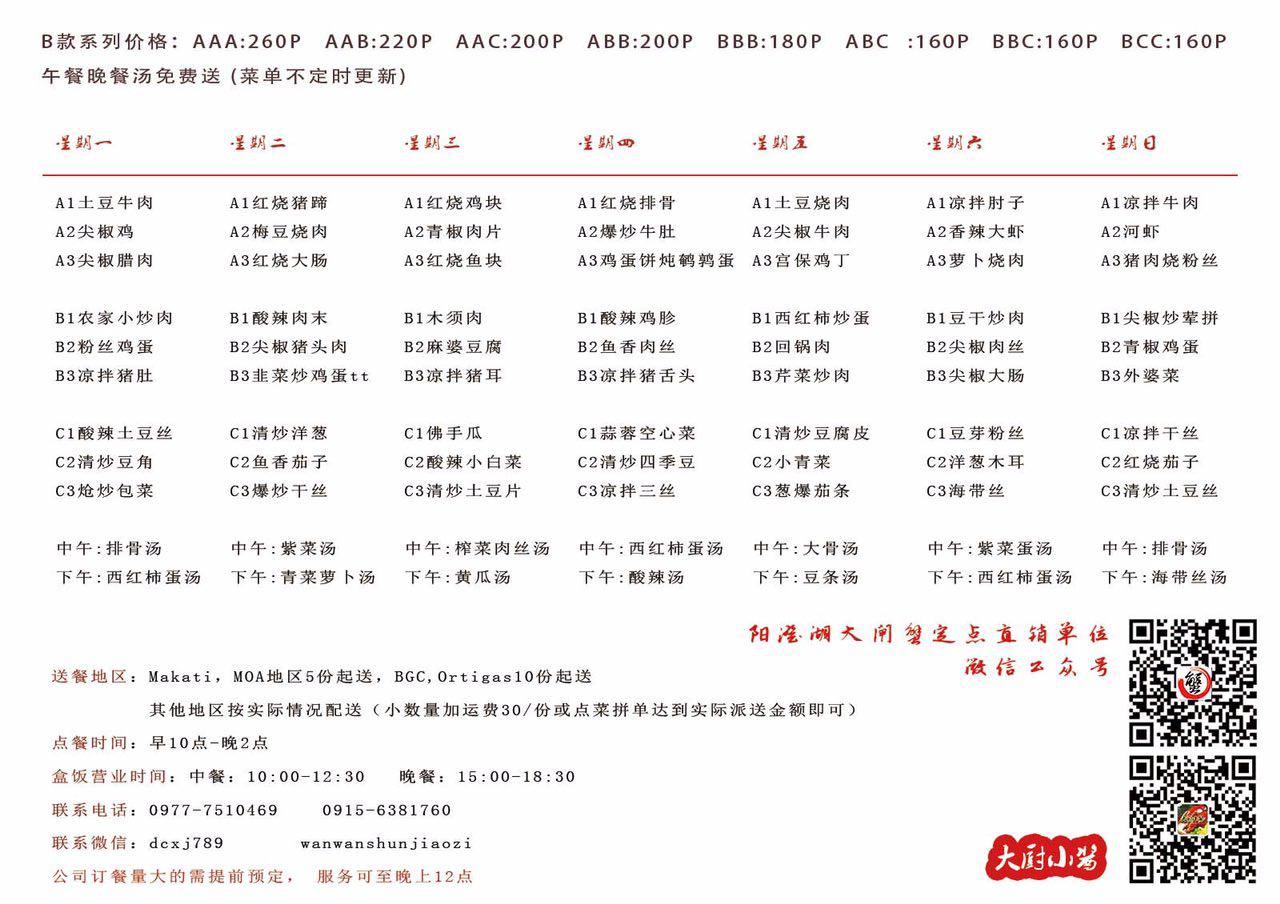 B款系列价格：AAA:260P AAB:220P AAC:200P ABB:200P BBB:180P ABC :160P BBC:160P BCC:160P
午餐晚餐汤免费送 (菜单不定时更新)
星期一 星期二 星期三 星期四 星期五 星期六 星期日
A1土豆牛肉 A1红烧猪蹄 A1红烧鸡块 A1红烧排骨 A1土豆烧肉 A1凉拌肘子 A1凉拌牛肉
A2尖椒鸡 A2梅豆烧肉 A2青椒肉片 A2爆炒牛肚 A2尖椒牛肉 A2香辣大虾 A2河虾
A3尖椒腊肉 A3红烧大肠 A3红烧鱼块 A3鸡蛋饼炖鹌鹑蛋 A3宫保鸡丁 A3萝卜烧肉 A3猪肉烧粉丝
B1农家小炒肉 B1酸辣肉末 B1木须肉 B1酸辣鸡胗 B1西红柿炒蛋 B1豆干炒肉 B1尖椒炒荤拼
B2粉丝鸡蛋 B2尖椒猪头肉 B2麻婆豆腐 B2鱼香肉丝 B2回锅肉 B2尖椒肉丝 B2青椒鸡蛋
B3凉拌猪肚 B3韭菜炒鸡蛋tt B3凉拌猪耳 B3凉拌猪舌头 B3芹菜炒肉 B3尖椒大肠 B3外婆菜
C1酸辣土豆丝 C1清炒洋葱 C1佛手瓜 C1蒜蓉空心菜 C1清炒豆腐皮 C1豆芽粉丝 C1凉拌干丝
C2清炒豆角 C2鱼香茄子 C2酸辣小白菜 C2清炒四季豆 C2小青菜 C2洋葱木耳 C2红烧茄子
C3炝炒包菜 C3爆炒干丝 C3清炒土豆片 C3凉拌三丝 C3葱爆茄条 C3海带丝 C3清炒土豆丝
中午:排骨汤 中午:紫菜汤 中午:榨菜肉丝汤 中午:西红柿蛋汤 中午:大骨汤 中午:紫菜蛋汤 中午:排骨汤
下午:西红柿蛋汤 下午:青菜萝卜汤 下午:黄瓜汤 下午:酸辣汤 下午:豆条汤 下午:西红柿蛋汤 下午:海带丝汤
阳澄湖大闸蟹定点直销单位
微信公众号
蟹
送餐地区：Makati，MOA地区5份起送，BGC,Ortigas10份起送
其他地区按实际情况配送（小数量加运费30/份或点菜拼单达到实际派送金额即可）
点餐时间：早10点-晚2点
盒饭营业时间：中餐：10:00-12:30 晚餐：15:00-18:30
联系电话：0977-7510469 0915-6381760
联系微信：dcxj789 wanwanshunjiaozi
公司订餐量大的需提前预定， 服务可至晚上12点
大厨小酱